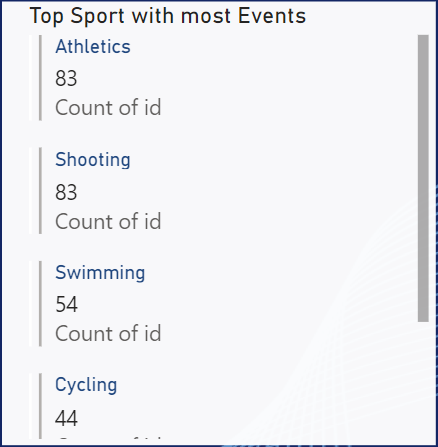 Top Sport with most Events
Athletics
83
Count of id
Shooting
83
Count of id
Swimming
54
Count of id
Cycling
44